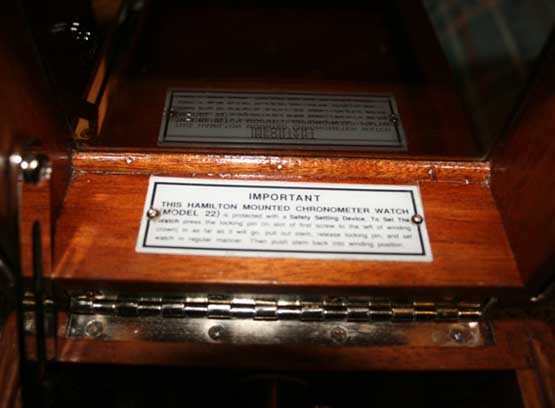 IMPORTANT
THIS HAMILTON MOUNTED CHRONOMETER WATCH
(MODEL 22) is protected with a Safety Setting Device. To Set The
Watch press the locking pin (in slot of first screw to the left of winding
crown) in as far as it will go, pull out stem, release locking pin, and set
watch in regular manner. Then push stem back into winding position.